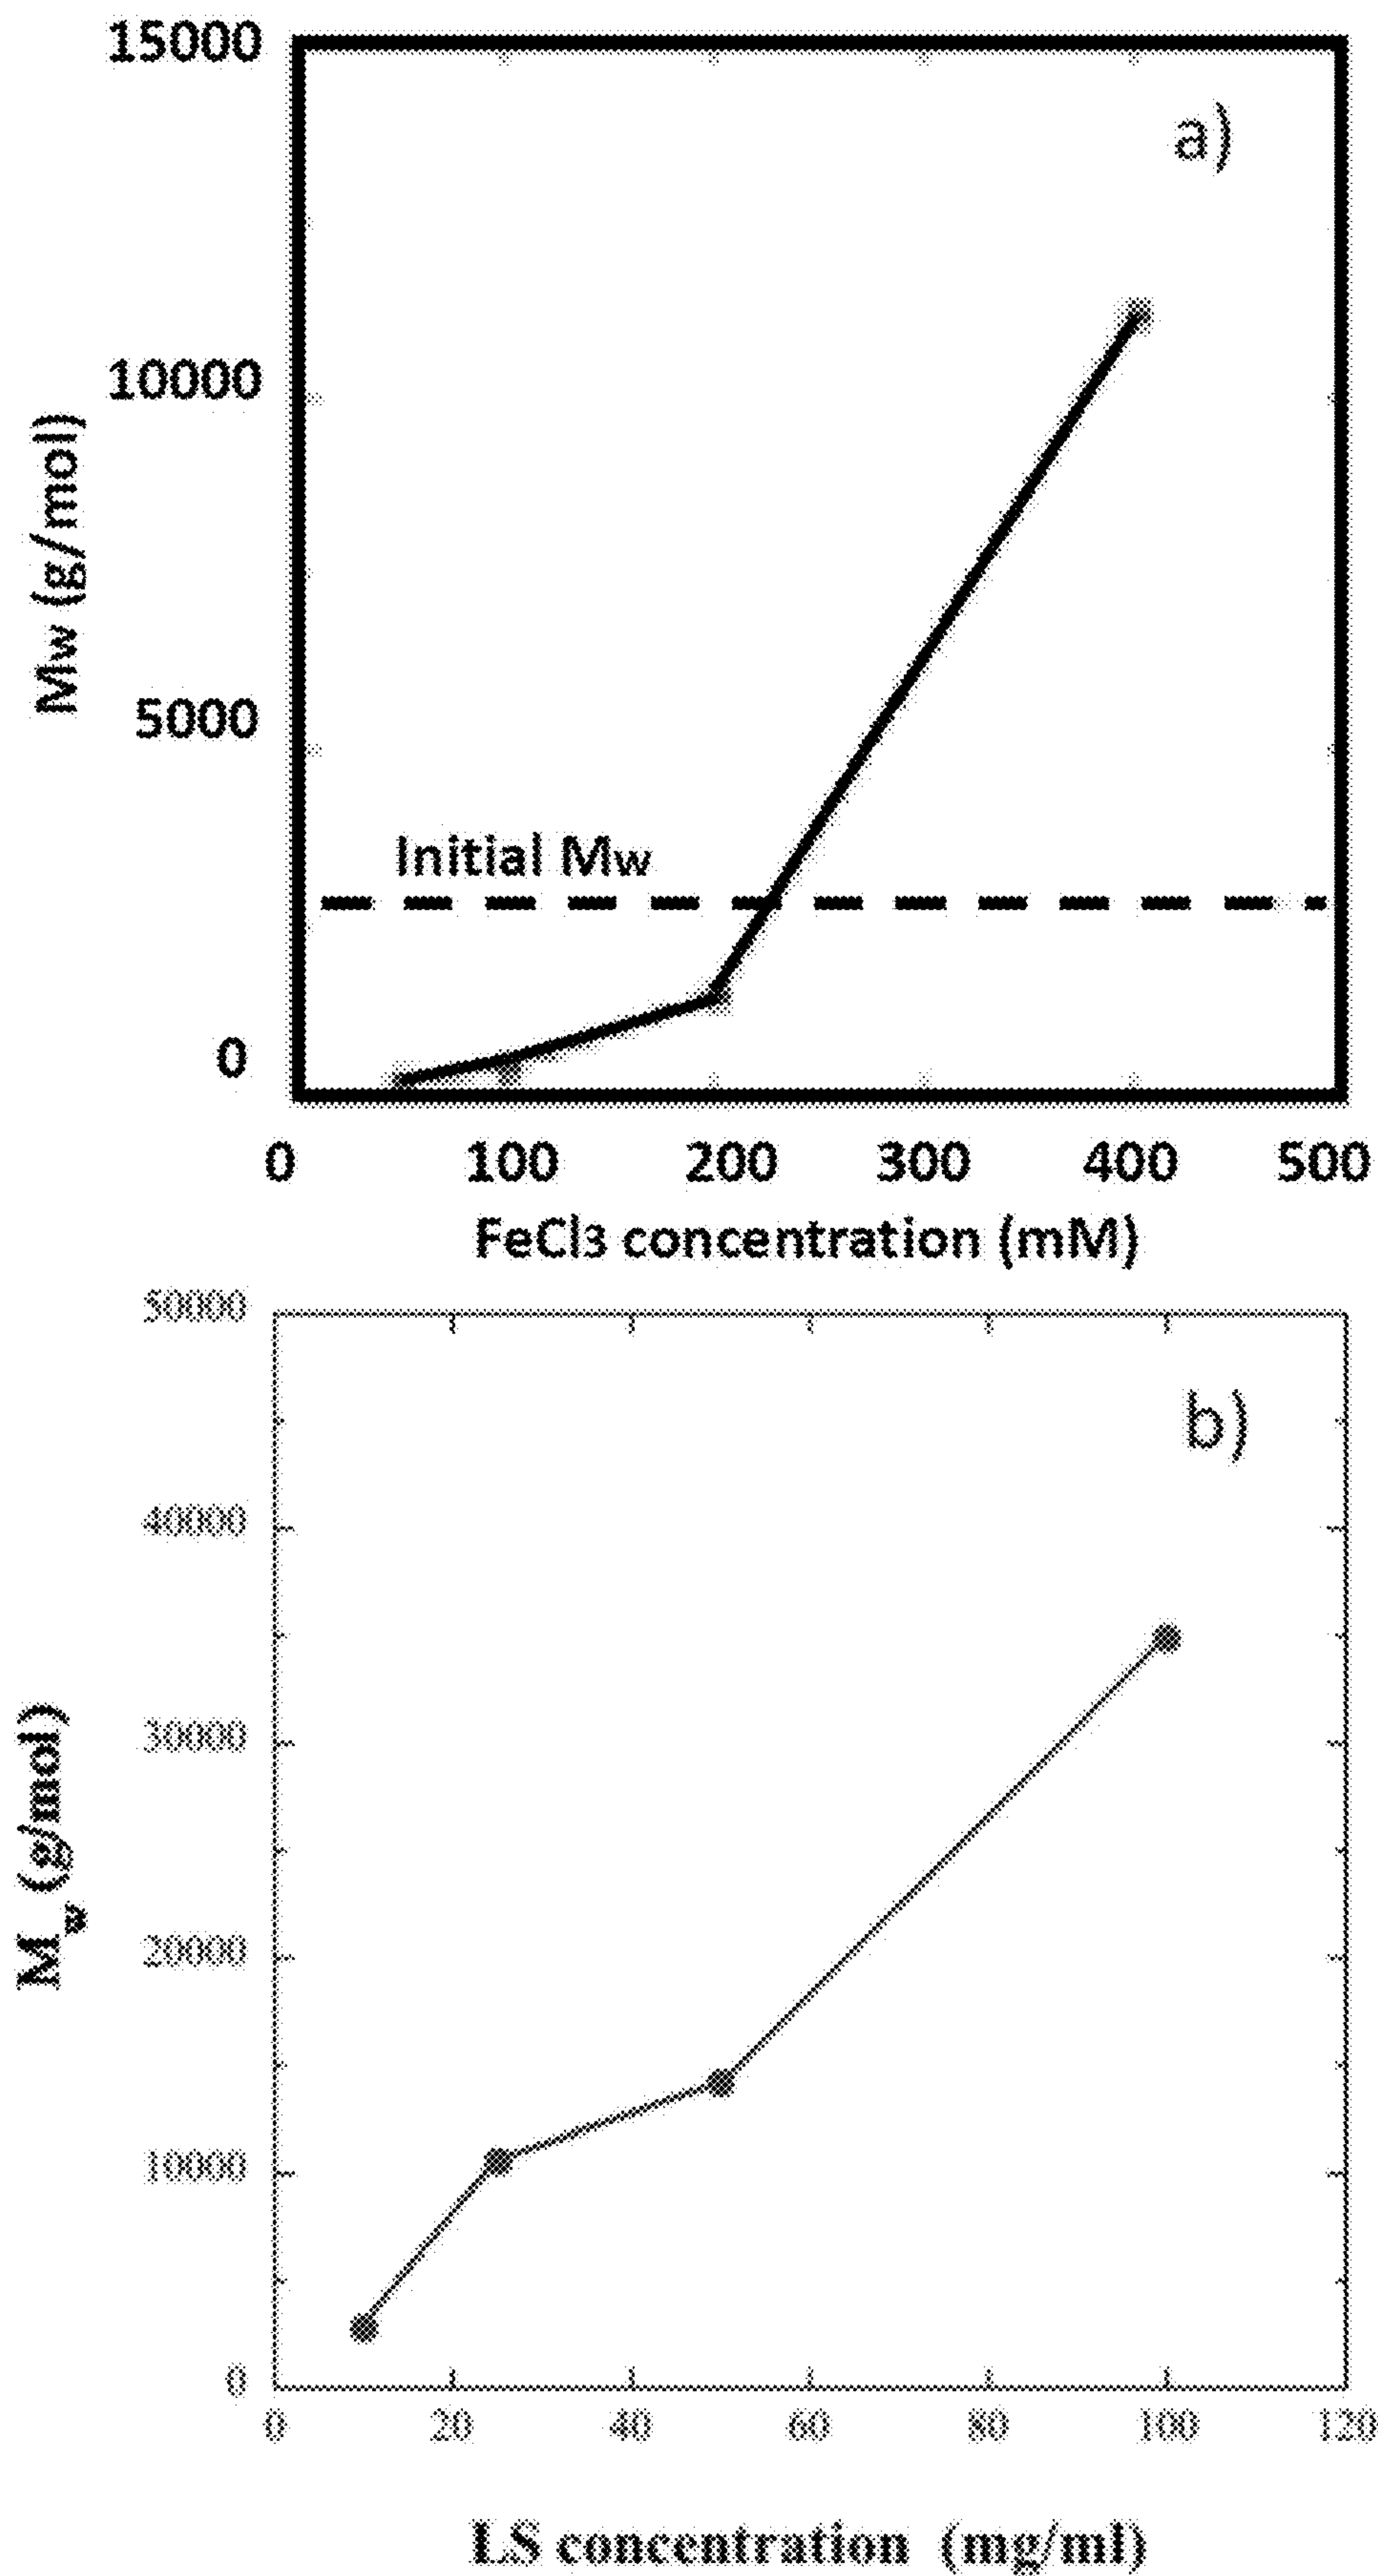 15000
a)
10000
Mw (g/mol)
5000
Initial Mw
0
0 100 200 300 400 500
FeCl3 concentration (mM)
50000
b)
40000
30000
Mw (g/mol)
20000
10000
0
0 20 40 60 80 100 120
LS concentration (mg/ml)